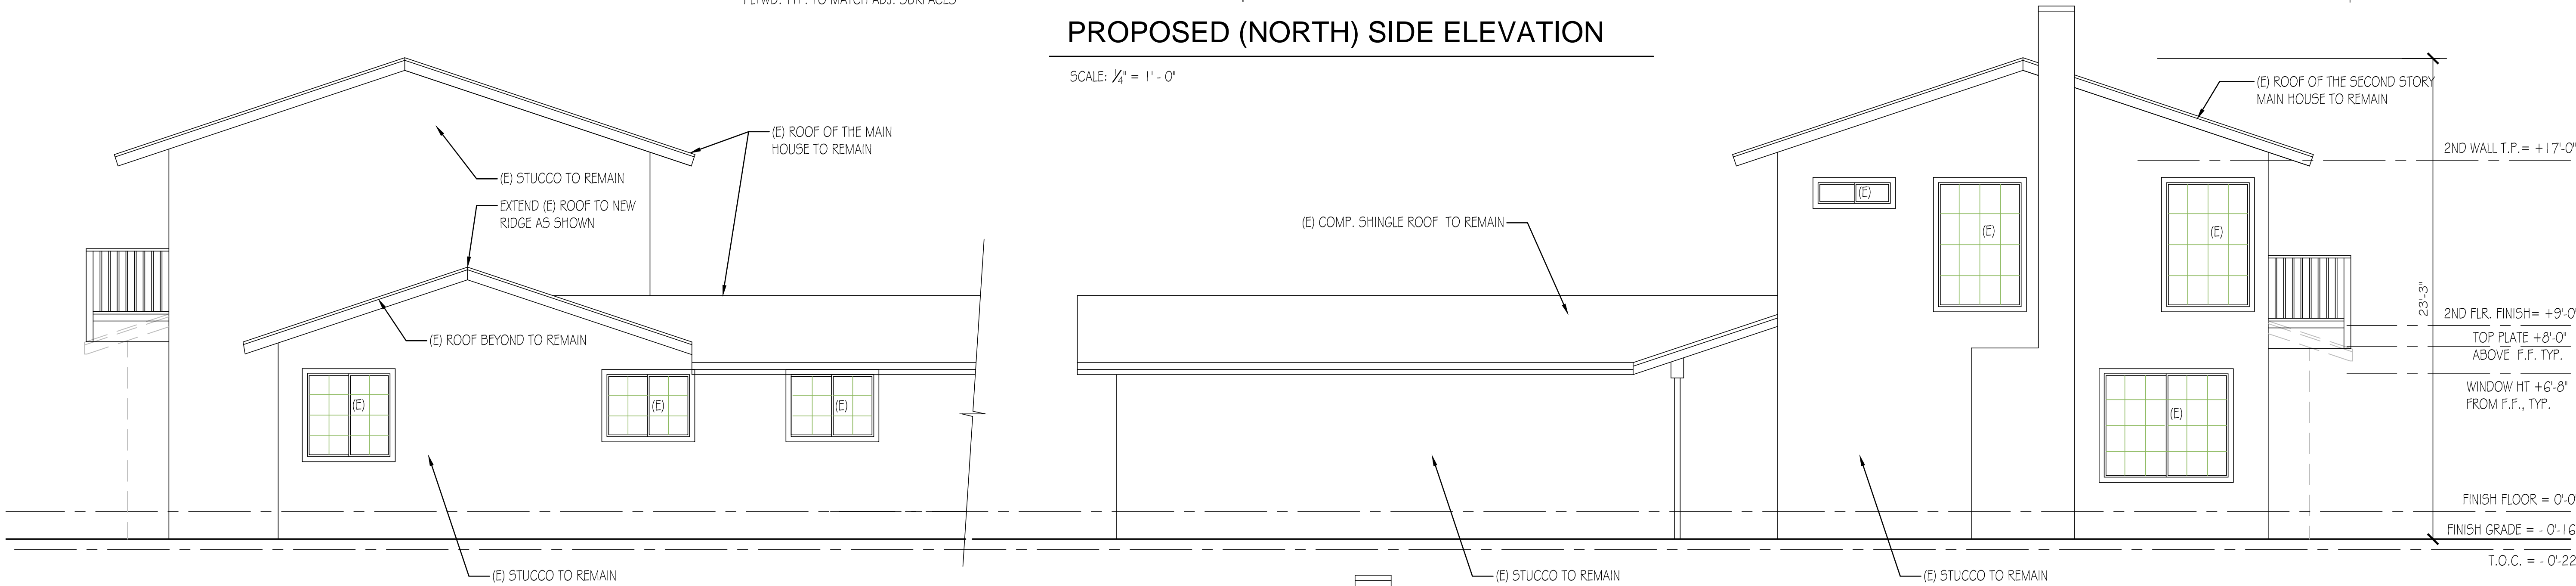 PROPOSED (NORTH) SIDE ELEVATION
SCALE: 1/4" = 1' - 0"
(E) ROOF OF THE SECOND STORY
MAIN HOUSE TO REMAIN
(E) ROOF OF THE MAIN
HOUSE TO REMAIN
2ND WALL T.P.= +17'-0"
(E) STUCCO TO REMAIN
(E)
EXTEND (E) ROOF TO NEW
RIDGE AS SHOWN
(E) COMP. SHINGLE ROOF TO REMAIN
(E)
(E)
23'-3"
2ND FLR. FINISH= +9'-0"
(E) ROOF BEYOND TO REMAIN
TOP PLATE +8'-0"
ABOVE F.F. TYP.
WINDOW HT +6'-8"
FROM F.F., TYP.
(E)
(E)
(E)
(E)
FINISH FLOOR = 0'-0
FINISH GRADE = - 0'-16
T.O.C. = - 0'-22
(E) STUCCO TO REMAIN
(E) STUCCO TO REMAIN
(E) STUCCO TO REMAIN